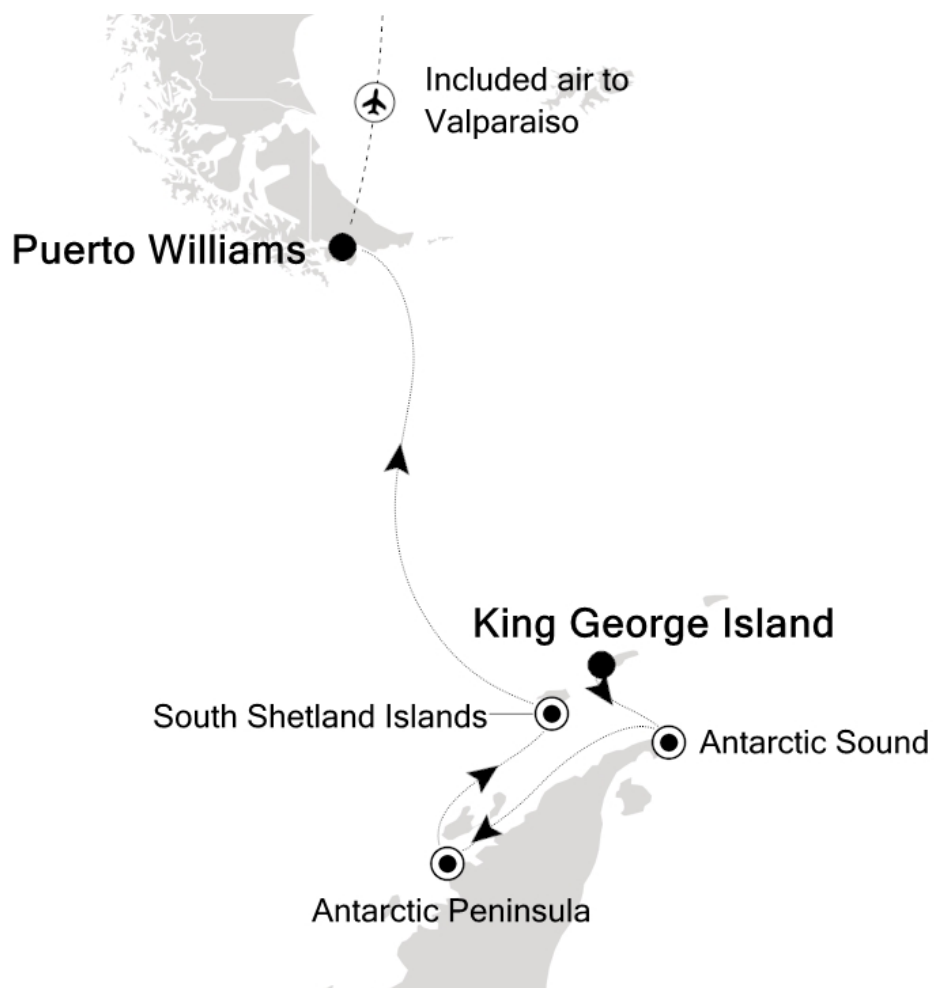 Included air to
Valparaiso
Puerto Williams
King George Island
South Shetland Islands
Antarctic Sound
Antarctic Peninsula